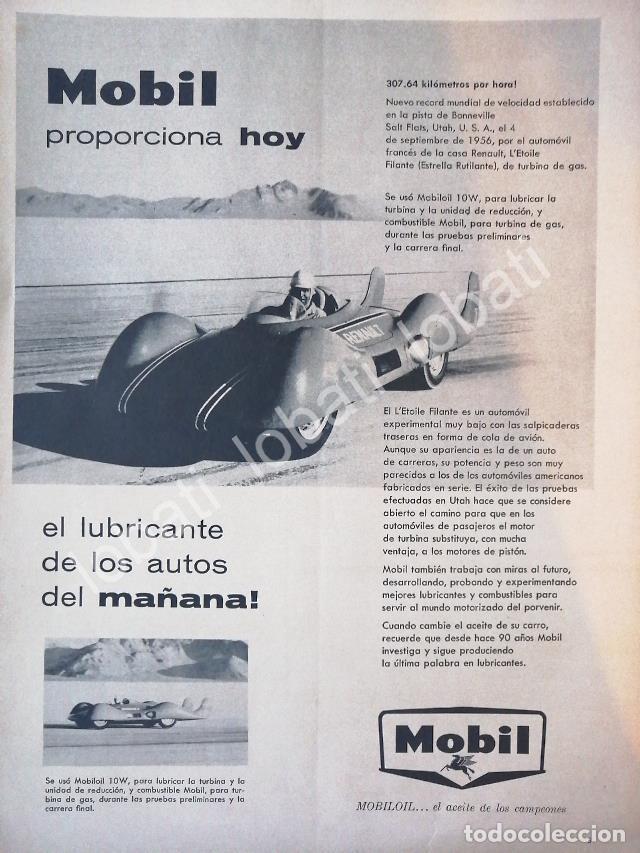 Mobil
proporciona hoy
307.64 kilómetros por hora!
Nuevo record mundial de velocidad establecido
en la pista de Bonneville
Salt Flats, Utah, U. S. A., el 4
de septiembre de 1956, por el automóvil
francés de la casa Renault, L'Etoile
Filante (Estrella Rutilante), de turbina de gas.
Se usó Mobiloil 10W, para lubricar la
turbina y la unidad de reducción, y
combustible Mobil, para turbina de gas,
durante las pruebas preliminares
y la carrera final.
RENAULT
lobati lobati
lobati lobati
lobati lobati
El L'Etoile Filante es un automóvil
experimental muy bajo con las salpicaderas
traseras en forma de cola de avión.
Aunque su apariencia es la de un auto
de carreras, su potencia y peso son muy
parecidos a los de los automóviles americanos
fabricados en serie. El éxito de las pruebas
efectuadas en Utah hace que se considere
abierto el camino para que en los
automóviles de pasajeros el motor
de turbina substituya, con mucha
ventaja, a los motores de pistón.
Mobil también trabaja con miras al futuro,
desarrollando, probando y experimentando
mejores lubricantes y combustibles para
servir al mundo motorizado del porvenir.
Cuando cambie el aceite de su carro,
recuerde que desde hace 90 años Mobil
investiga y sigue produciendo
la última palabra en lubricantes.
el lubricante
de los autos
del mañana!
Se usó Mobiloil 10W, para lubricar la turbina y la
unidad de reducción, y combustible Mobil, para tur-
bina de gas, durante las pruebas preliminares y la
carrera final.
Mobil
MOBILOIL... el aceite de los campeones
todocoleccion